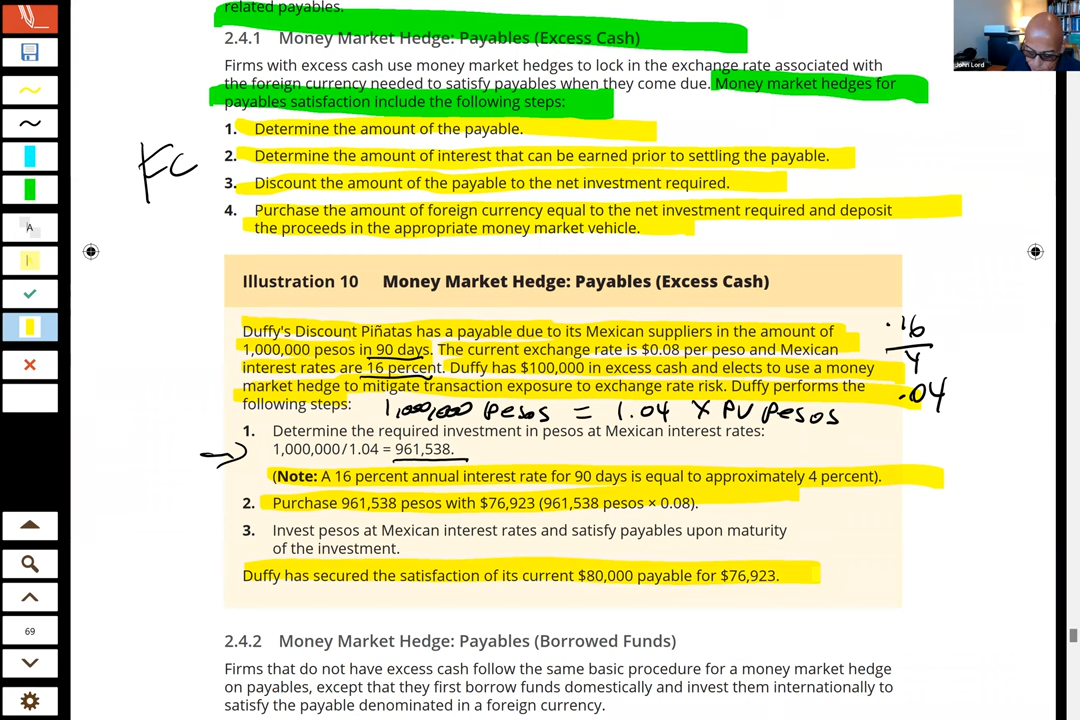 related payables.
2.4.1 Money Market Hedge: Payables (Excess Cash)
Firms with excess cash use money market hedges to lock in the exchange rate associated with
the foreign currency needed to satisfy payables when they come due. Money market hedges for
payables satisfaction include the following steps:
1. Determine the amount of the payable.
2. Determine the amount of interest that can be earned prior to settling the payable.
3. Discount the amount of the payable to the net investment required.
4. Purchase the amount of foreign currency equal to the net investment required and deposit
the proceeds in the appropriate money market vehicle.
FC
Illustration 10 Money Market Hedge: Payables (Excess Cash)
Duffy's Discount Piñatas has a payable due to its Mexican suppliers in the amount of
1,000,000 pesos in 90 days. The current exchange rate is $0.08 per peso and Mexican
interest rates are 16 percent. Duffy has $100,000 in excess cash and elects to use a money
market hedge to mitigate transaction exposure to exchange rate risk. Duffy performs the
following steps:
.16
4
.04
1,000,000 pesos = 1.04 x PV pesos
1. Determine the required investment in pesos at Mexican interest rates:
1,000,000/1.04 = 961,538.
(Note: A 16 percent annual interest rate for 90 days is equal to approximately 4 percent).
2. Purchase 961,538 pesos with $76,923 (961,538 pesos × 0.08).
3. Invest pesos at Mexican interest rates and satisfy payables upon maturity
of the investment.
Duffy has secured the satisfaction of its current $80,000 payable for $76,923.
2.4.2 Money Market Hedge: Payables (Borrowed Funds)
Firms that do not have excess cash follow the same basic procedure for a money market hedge
on payables, except that they first borrow funds domestically and invest them internationally to
satisfy the payable denominated in a foreign currency.
A
69
John Lord